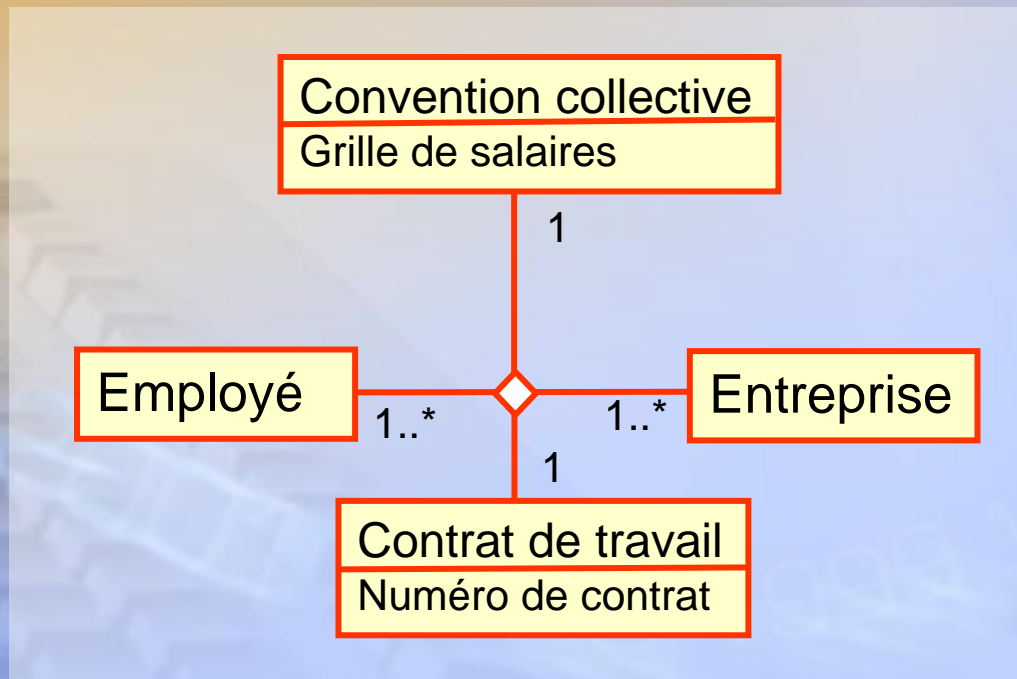 Convention collective
Grille de salaires
1
Employé
1..*
1..*
Entreprise
1
Contrat de travail
Numéro de contrat